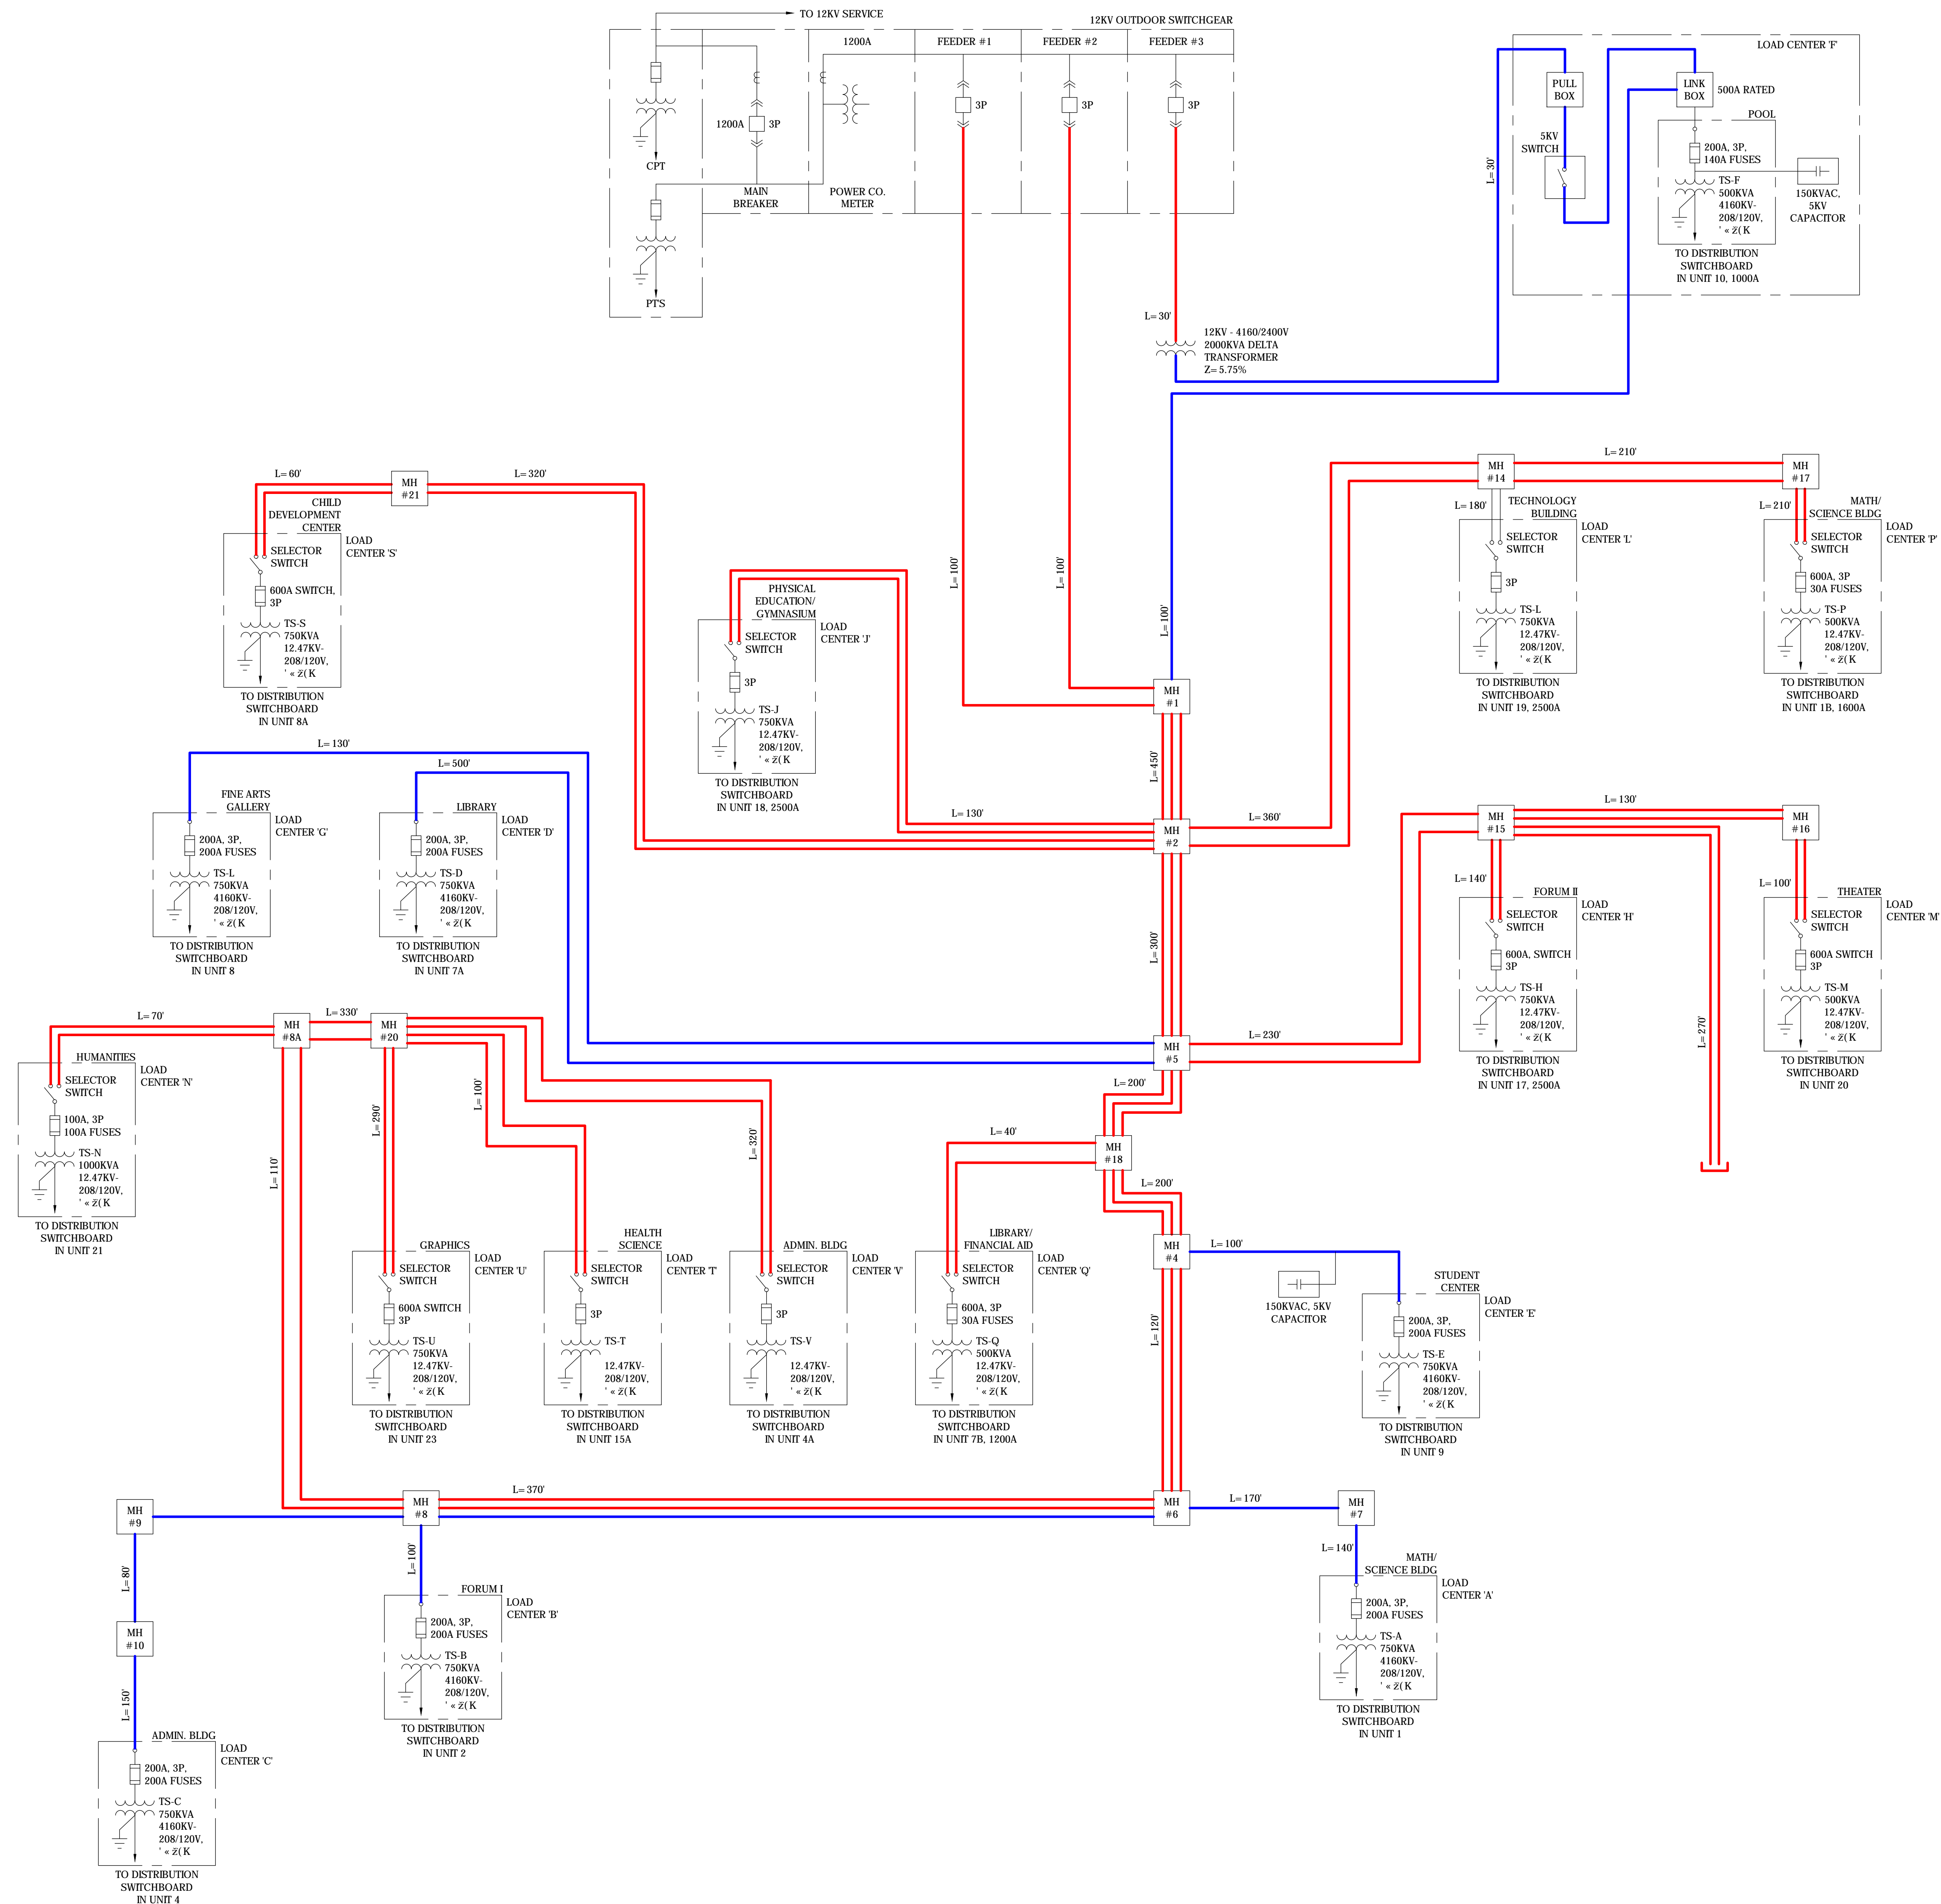 TO 12KV SERVICE
12KV OUTDOOR SWITCHGEAR
1200A
FEEDER #1
FEEDER #2
FEEDER #3
3P
3P
3P
1200A
3P
CPT
MAIN
BREAKER
POWER CO.
METER
PT'S
LOAD CENTER 'F'
PULL
BOX
LINK
BOX
500A RATED
POOL
5KV
SWITCH
200A, 3P,
140A FUSES
TS-F
500KVA
4160KV-
208/120V,
' « z̄( K
150KVAC,
5KV
CAPACITOR
TO DISTRIBUTION
SWITCHBOARD
IN UNIT 10, 1000A
L=30'
L=30'
12KV - 4160/2400V
2000KVA DELTA
TRANSFORMER
Z=5.75%
L=60'
MH
#21
L=320'
CHILD
DEVELOPMENT
CENTER
LOAD
CENTER 'S'
SELECTOR
SWITCH
600A SWITCH,
3P
TS-S
750KVA
12.47KV-
208/120V,
' « z̄( K
TO DISTRIBUTION
SWITCHBOARD
IN UNIT 8A
PHYSICAL
EDUCATION/
GYMNASIUM
LOAD
CENTER 'J'
SELECTOR
SWITCH
3P
TS-J
750KVA
12.47KV-
208/120V,
' « z̄( K
TO DISTRIBUTION
SWITCHBOARD
IN UNIT 18, 2500A
L=100'
L=100'
L=100'
MH
#14
L=210'
MH
#17
L=180'
TECHNOLOGY
BUILDING
LOAD
CENTER 'L'
SELECTOR
SWITCH
3P
TS-L
750KVA
12.47KV-
208/120V,
' « z̄( K
TO DISTRIBUTION
SWITCHBOARD
IN UNIT 19, 2500A
L=210'
MATH/
SCIENCE BLDG
LOAD
CENTER 'P'
SELECTOR
SWITCH
600A, 3P
30A FUSES
TS-P
500KVA
12.47KV-
208/120V,
' « z̄( K
TO DISTRIBUTION
SWITCHBOARD
IN UNIT 1B, 1600A
MH
#1
L=450'
L=130'
MH
#2
L=360'
L=300'
L=130'
L=500'
FINE ARTS
GALLERY
LOAD
CENTER 'G'
200A, 3P,
200A FUSES
TS-L
750KVA
4160KV-
208/120V,
' « z̄( K
TO DISTRIBUTION
SWITCHBOARD
IN UNIT 8
LIBRARY
LOAD
CENTER 'D'
200A, 3P,
200A FUSES
TS-D
750KVA
4160KV-
208/120V,
' « z̄( K
TO DISTRIBUTION
SWITCHBOARD
IN UNIT 7A
MH
#15
L=130'
MH
#16
L=140'
FORUM II
LOAD
CENTER 'H'
SELECTOR
SWITCH
600A, SWITCH
3P
TS-H
750KVA
12.47KV-
208/120V,
' « z̄( K
TO DISTRIBUTION
SWITCHBOARD
IN UNIT 17, 2500A
L=270'
L=100'
THEATER
LOAD
CENTER 'M'
SELECTOR
SWITCH
600A SWITCH
3P
TS-M
500KVA
12.47KV-
208/120V,
' « z̄( K
TO DISTRIBUTION
SWITCHBOARD
IN UNIT 20
MH
#5
L=230'
L=70'
MH
#8A
L=330'
MH
#20
HUMANITIES
LOAD
CENTER 'N'
SELECTOR
SWITCH
100A, 3P
100A FUSES
TS-N
1000KVA
12.47KV-
208/120V,
' « z̄( K
TO DISTRIBUTION
SWITCHBOARD
IN UNIT 21
L=110'
L=290'
L=100'
L=320'
L=200'
L=40'
MH
#18
L=200'
GRAPHICS
LOAD
CENTER 'U'
SELECTOR
SWITCH
600A SWITCH
3P
TS-U
750KVA
12.47KV-
208/120V,
' « z̄( K
TO DISTRIBUTION
SWITCHBOARD
IN UNIT 23
HEALTH
SCIENCE
LOAD
CENTER 'T'
SELECTOR
SWITCH
3P
TS-T
12.47KV-
208/120V,
' « z̄( K
TO DISTRIBUTION
SWITCHBOARD
IN UNIT 15A
ADMIN. BLDG
LOAD
CENTER 'V'
SELECTOR
SWITCH
3P
TS-V
12.47KV-
208/120V,
' « z̄( K
TO DISTRIBUTION
SWITCHBOARD
IN UNIT 4A
LIBRARY/
FINANCIAL AID
LOAD
CENTER 'Q'
SELECTOR
SWITCH
600A, 3P
30A FUSES
TS-Q
500KVA
12.47KV-
208/120V,
' « z̄( K
TO DISTRIBUTION
SWITCHBOARD
IN UNIT 7B, 1200A
MH
#4
L=100'
L=120'
150KVAC, 5KV
CAPACITOR
STUDENT
CENTER
LOAD
CENTER 'E'
200A, 3P,
200A FUSES
TS-E
750KVA
4160KV-
208/120V,
' « z̄( K
TO DISTRIBUTION
SWITCHBOARD
IN UNIT 9
MH
#9
MH
#8
L=370'
MH
#6
L=170'
MH
#7
L=80'
MH
#10
L=150'
L=100'
FORUM I
LOAD
CENTER 'B'
200A, 3P,
200A FUSES
TS-B
750KVA
4160KV-
208/120V,
' « z̄( K
TO DISTRIBUTION
SWITCHBOARD
IN UNIT 2
L=140'
MATH/
SCIENCE BLDG
LOAD
CENTER 'A'
200A, 3P,
200A FUSES
TS-A
750KVA
4160KV-
208/120V,
' « z̄( K
TO DISTRIBUTION
SWITCHBOARD
IN UNIT 1
ADMIN. BLDG
LOAD
CENTER 'C'
200A, 3P,
200A FUSES
TS-C
750KVA
4160KV-
208/120V,
' « z̄( K
TO DISTRIBUTION
SWITCHBOARD
IN UNIT 4